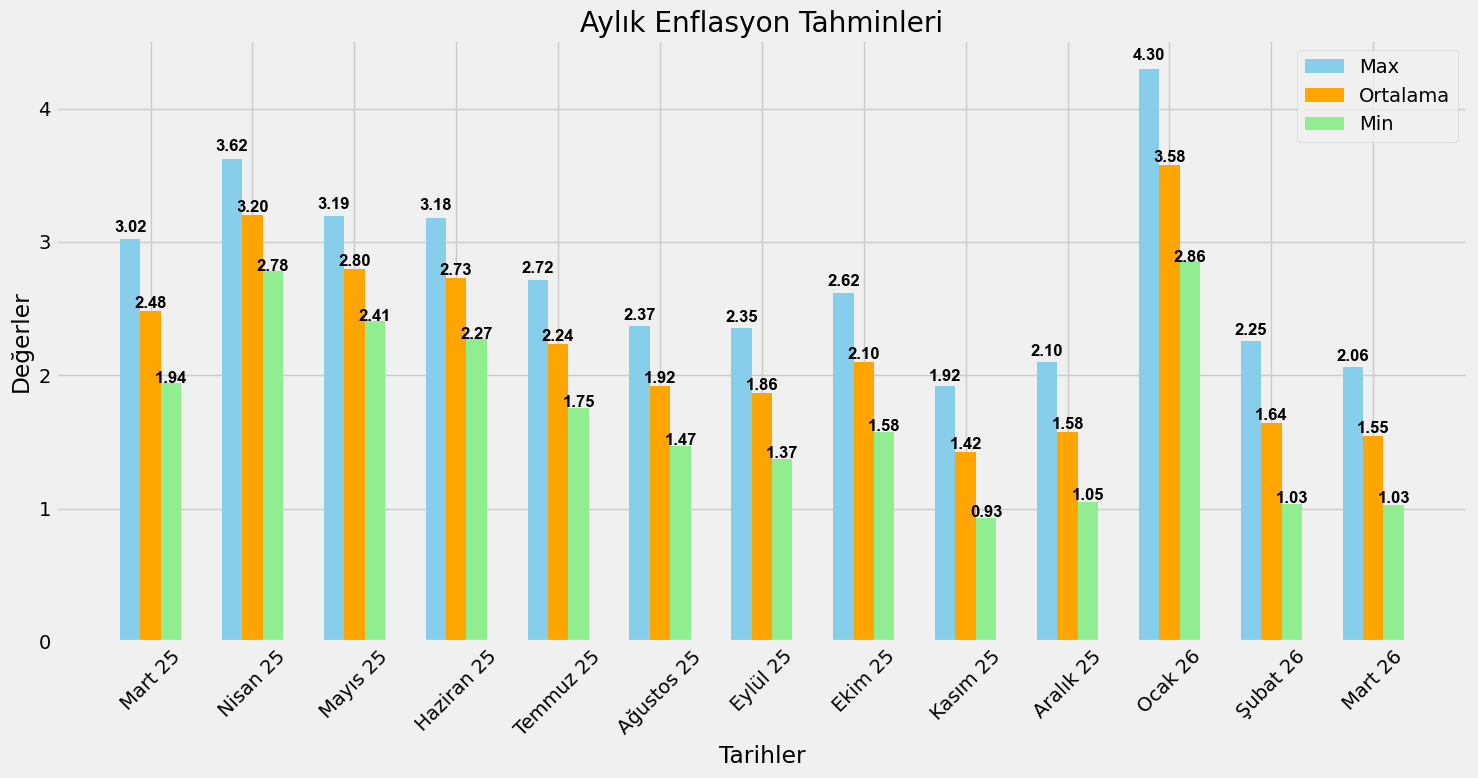 Aylık Enflasyon Tahminleri
Max
Ortalama
Min
Değerler
4
3
2
1
0
3.02
2.48
1.94
3.62
3.20
2.78
3.19
2.80
2.41
3.18
2.73
2.27
2.72
2.24
1.75
2.37
1.92
1.47
2.35
1.86
1.37
2.62
2.10
1.58
1.92
1.42
0.93
2.10
1.58
1.05
4.30
3.58
2.86
2.25
1.64
1.03
2.06
1.55
1.03
Mart 25
Nisan 25
Mayıs 25
Haziran 25
Temmuz 25
Ağustos 25
Eylül 25
Ekim 25
Kasım 25
Aralık 25
Ocak 26
Şubat 26
Mart 26
Tarihler